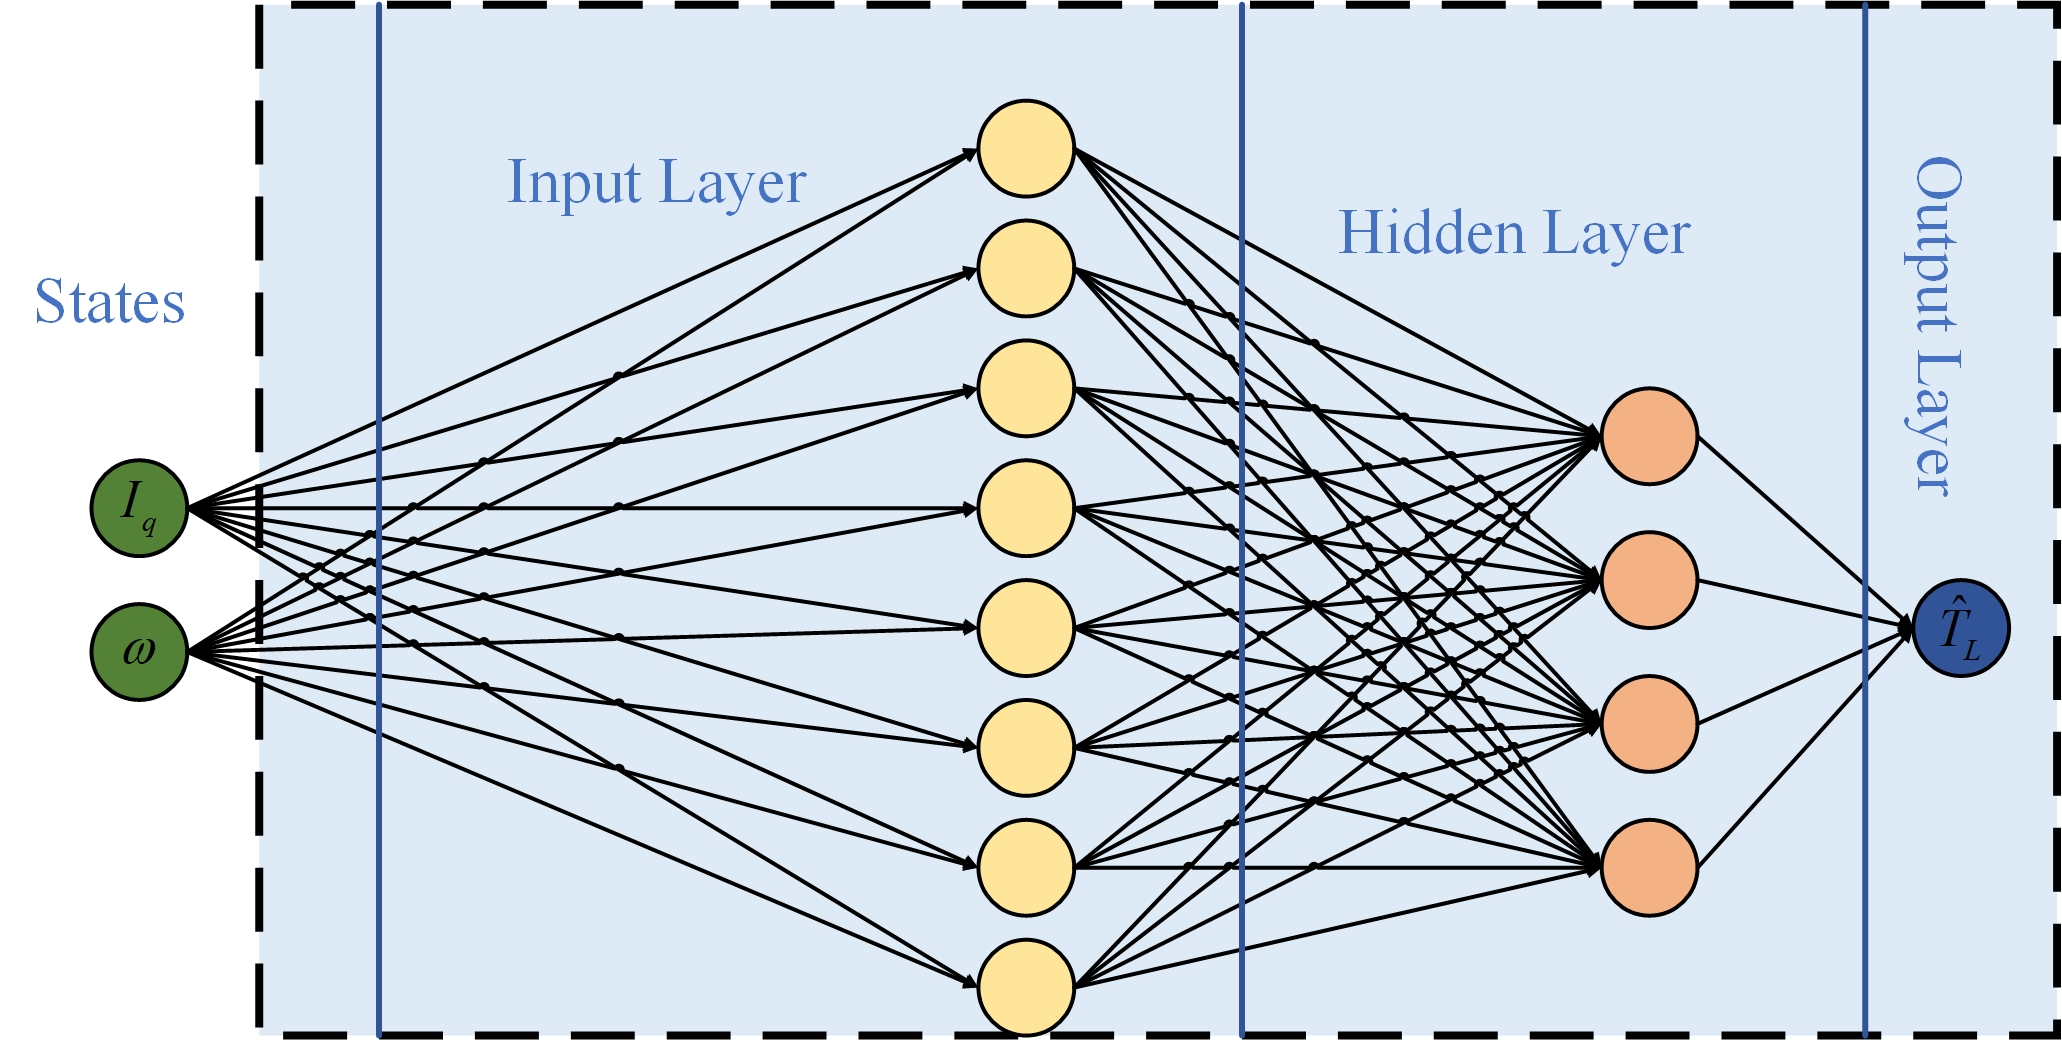 States
Input Layer
Hidden Layer
Output Layer
I_q
ω
T̂_L